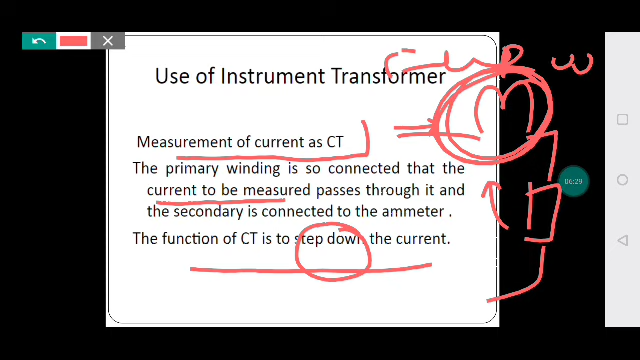 Use of Instrument Transformer
Measurement of current as CT
The primary winding is so connected that the
current to be measured passes through it and
the secondary is connected to the ammeter .
The function of CT is to step down the current.
06:29